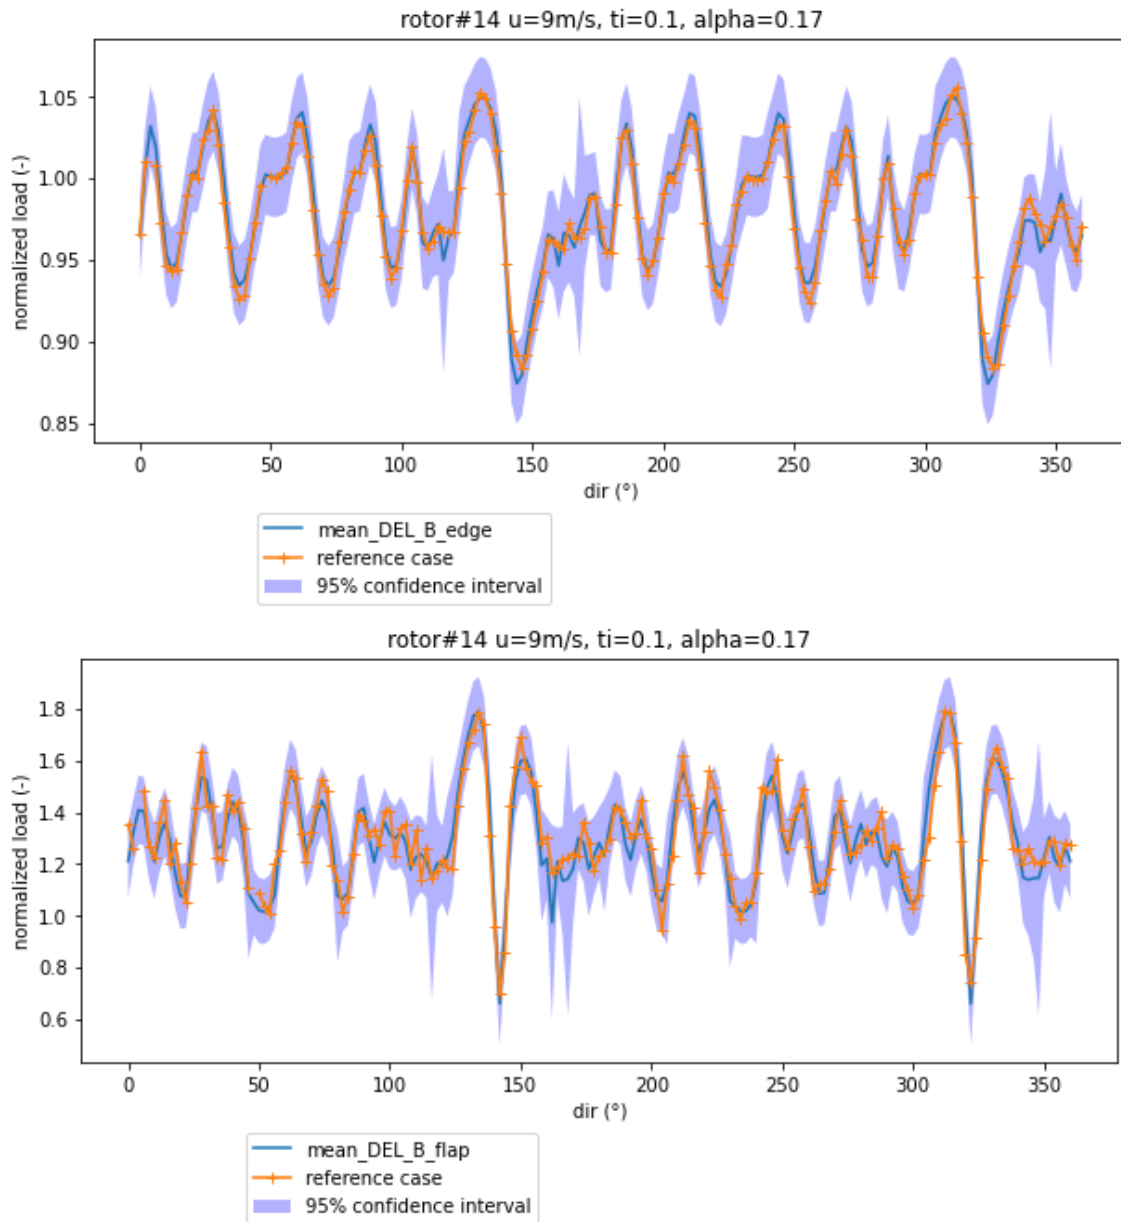 rotor#14 u=9m/s, ti=0.1, alpha=0.17
normalized load (-)
1.05
1.00
0.95
0.90
0.85
0 50 100 150 200 250 300 350
dir (°)
mean_DEL_B_edge
reference case
95% confidence interval
rotor#14 u=9m/s, ti=0.1, alpha=0.17
normalized load (-)
1.8
1.6
1.4
1.2
1.0
0.8
0.6
0 50 100 150 200 250 300 350
dir (°)
mean_DEL_B_flap
reference case
95% confidence interval